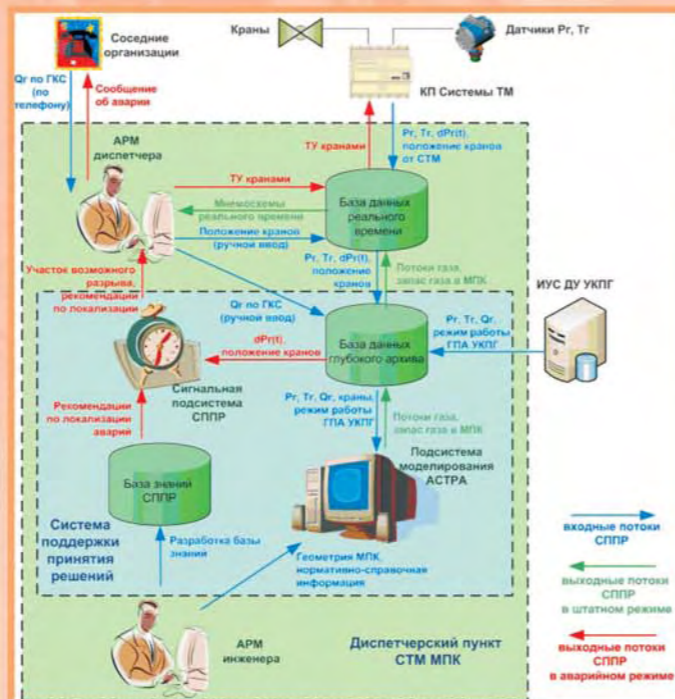 Соседние
организации
Краны
Датчики Pг, Tг
КП Системы ТМ
Qг по ГКС
(по
телефону)
Сообщение
об аварии
АРМ
диспетчера
ТУ кранами
Pг, Tг, dPг(t),
положение кранов
от СТМ
ТУ кранами
База данных
реального
времени
Мнемосхемы
реального времени
Положение кранов
(ручной ввод)
Участок возможного
разрыва,
рекомендации
по локализации
Pг, Tг, dPг(t),
положение
кранов
Потоки газа,
запас газа в МПК
ИУС ДУ УКПГ
Qг по ГКС
(ручной ввод)
База данных
глубокого архива
Pг, Tг, Qг,
режим работы
ГПА УКПГ
dPг(t),
положение кранов
Сигнальная
подсистема
СППР
Pг, Tг, Qг, краны,
режим работы
ГПА УКПГ
Потоки газа,
запас газа в МПК
Рекомендации
по локализации
аварий
Подсистема
моделирования
АСТРА
База знаний
СППР
Система
поддержки
принятия
решений
Разработка базы
знаний
Геометрия МПК,
нормативно-справочная
информация
АРМ
инженера
Диспетчерский пункт
СТМ МПК
входные потоки
СППР
выходные потоки
СППР
в штатном режиме
выходные потоки
СППР
в аварийном режиме